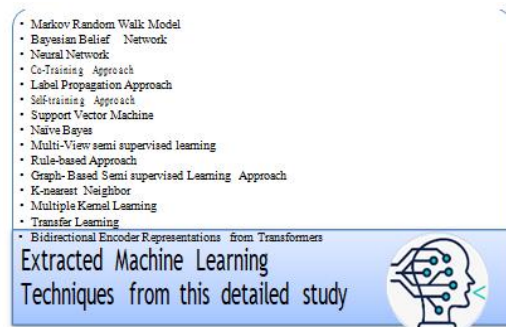 • Markov Random Walk Model
• Bayesian Belief Network
• Neural Network
• Co-Training Approach
• Label Propagation Approach
• Self-training Approach
• Support Vector Machine
• Naïve Bayes
• Multi-View semi supervised learning
• Rule-based Approach
• Graph- Based Semi supervised Learning Approach
• K-nearest Neighbor
• Multiple Kernel Learning
• Transfer Learning
• Bidirectional Encoder Representations from Transformers
Extracted Machine Learning
Techniques from this detailed study